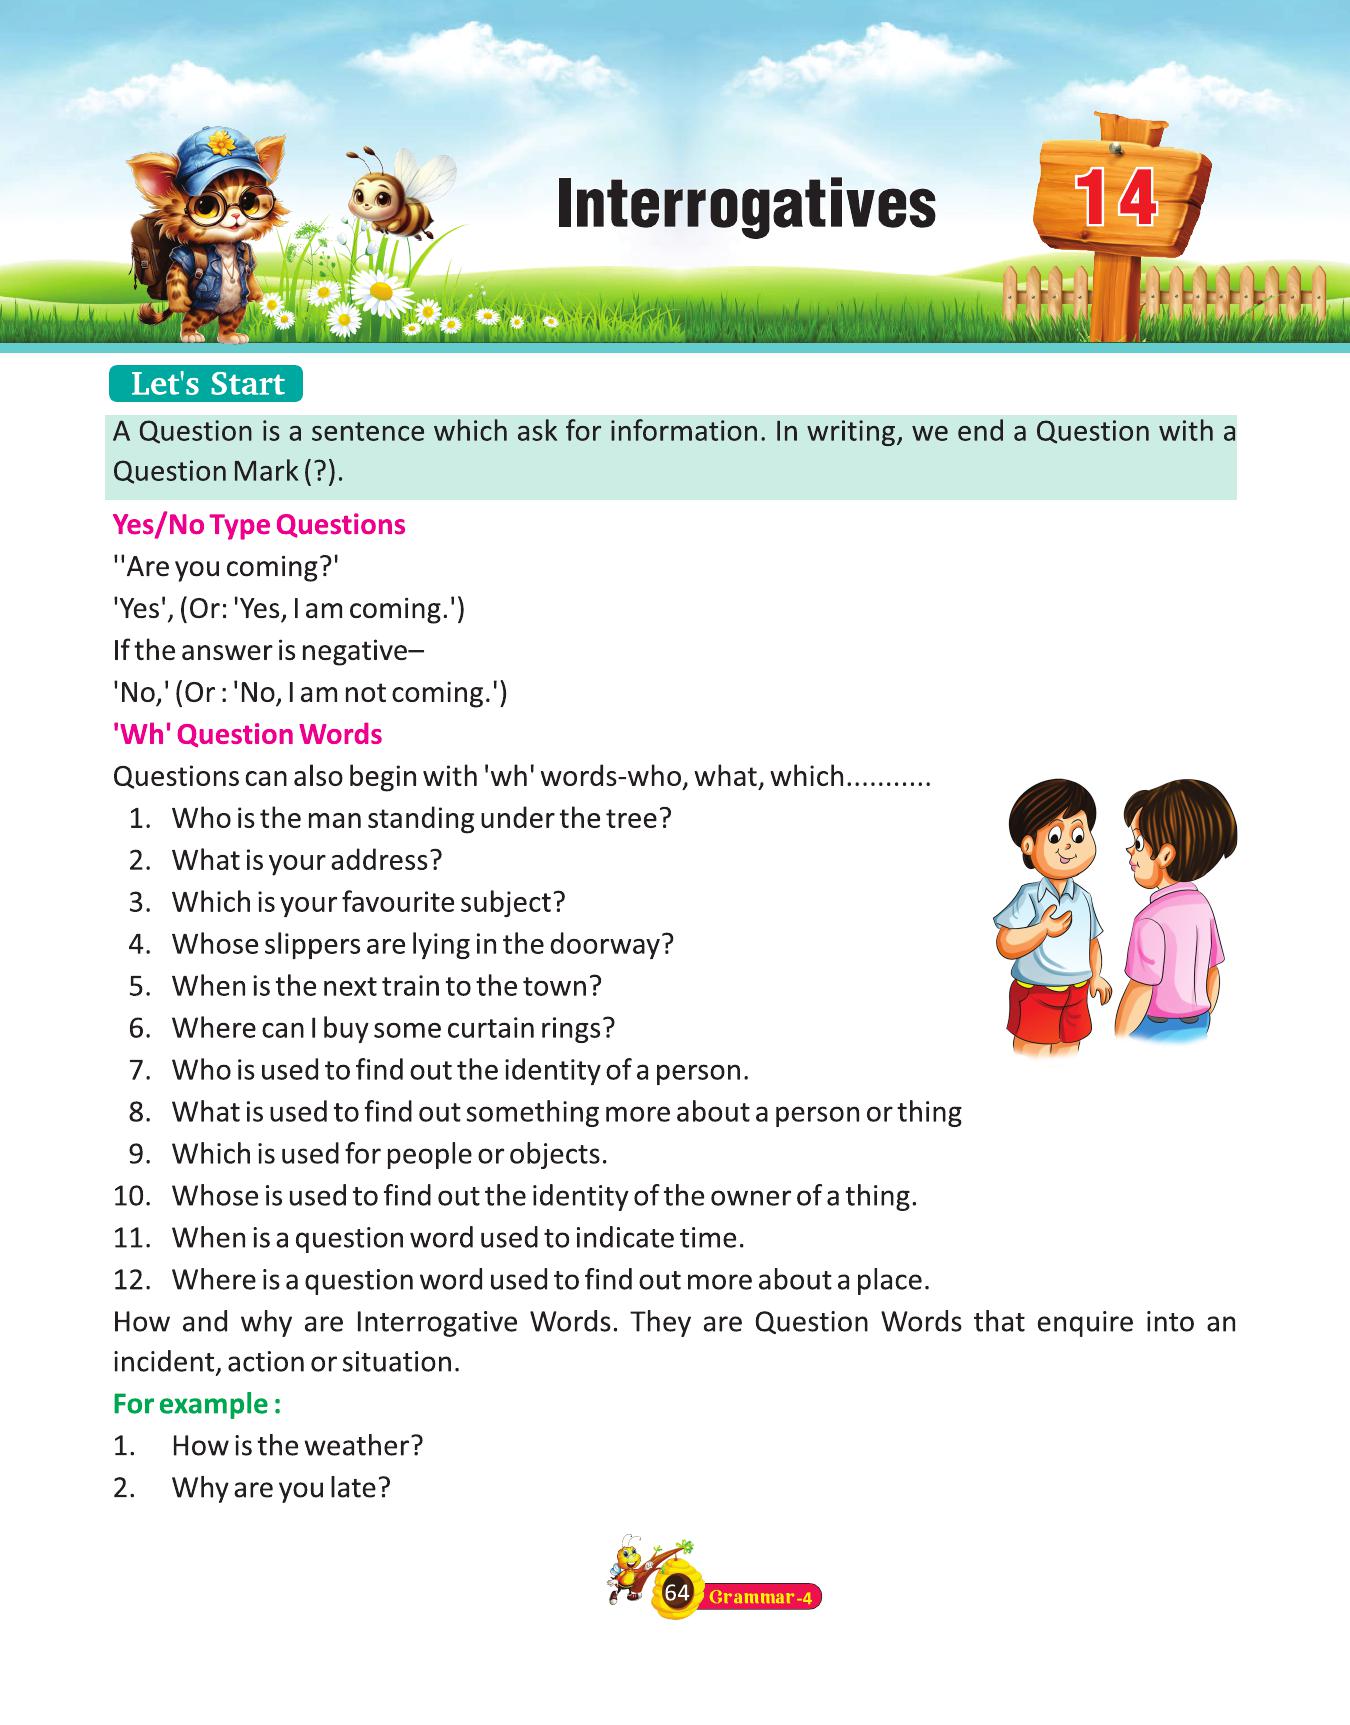 Interrogatives
14
Let's Start
A Question is a sentence which ask for information. In writing, we end a Question with a
Question Mark (?).
Yes/No Type Questions
''Are you coming?'
'Yes', (Or: 'Yes, I am coming.')
If the answer is negative–
'No,' (Or : 'No, I am not coming.')
'Wh' Question Words
Questions can also begin with 'wh' words-who, what, which...........
1. Who is the man standing under the tree?
2. What is your address?
3. Which is your favourite subject?
4. Whose slippers are lying in the doorway?
5. When is the next train to the town?
6. Where can I buy some curtain rings?
7. Who is used to find out the identity of a person.
8. What is used to find out something more about a person or thing
9. Which is used for people or objects.
10. Whose is used to find out the identity of the owner of a thing.
11. When is a question word used to indicate time.
12. Where is a question word used to find out more about a place.
How and why are Interrogative Words. They are Question Words that enquire into an
incident, action or situation.
For example :
1. How is the weather?
2. Why are you late?
64 Grammar-4